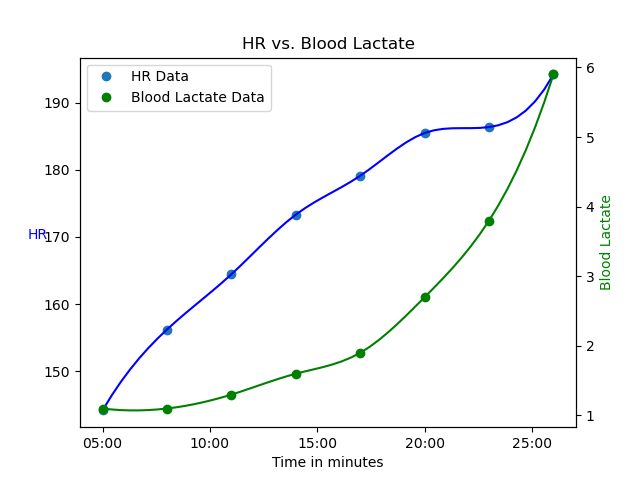 HR vs. Blood Lactate
HR Data
Blood Lactate Data
190
180
170
160
150
HR
6
5
4
3
2
1
Blood Lactate
05:00 10:00 15:00 20:00 25:00
Time in minutes